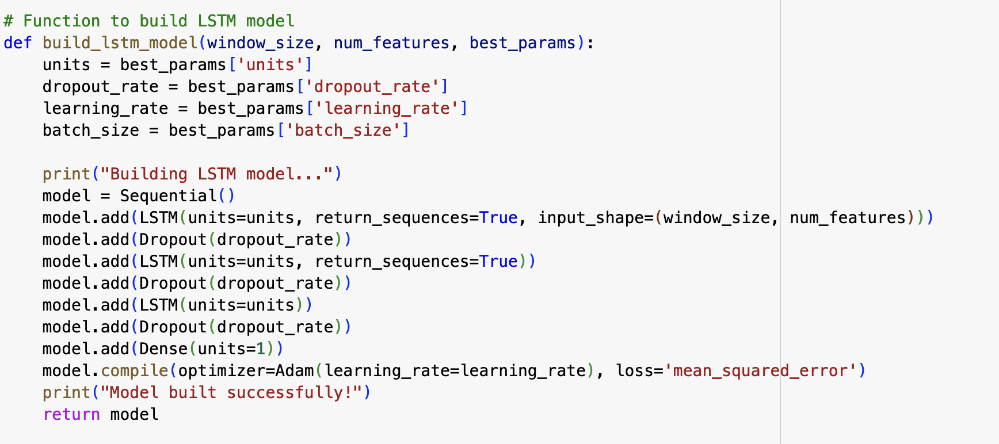 # Function to build LSTM model
def build_lstm_model(window_size, num_features, best_params):
    units = best_params['units']
    dropout_rate = best_params['dropout_rate']
    learning_rate = best_params['learning_rate']
    batch_size = best_params['batch_size']

    print("Building LSTM model...")
    model = Sequential()
    model.add(LSTM(units=units, return_sequences=True, input_shape=(window_size, num_features)))
    model.add(Dropout(dropout_rate))
    model.add(LSTM(units=units, return_sequences=True))
    model.add(Dropout(dropout_rate))
    model.add(LSTM(units=units))
    model.add(Dropout(dropout_rate))
    model.add(Dense(units=1))
    model.compile(optimizer=Adam(learning_rate=learning_rate), loss='mean_squared_error')
    print("Model built successfully!")
    return model